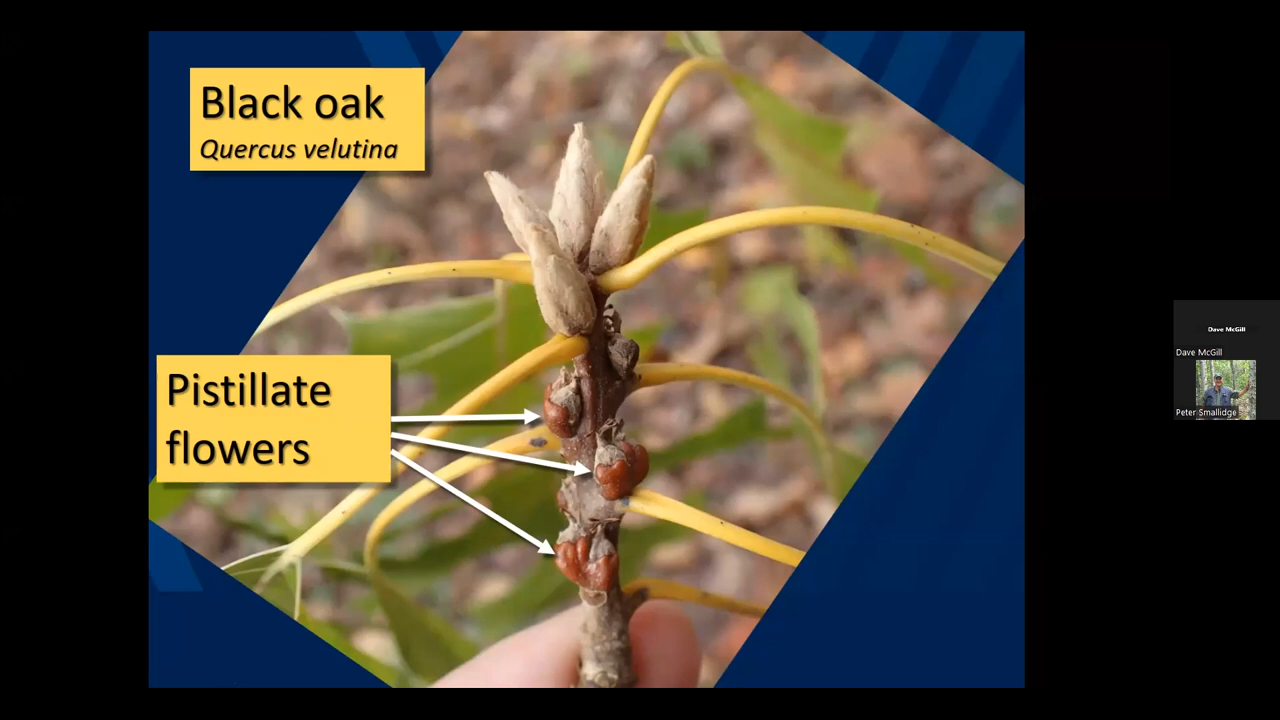 Black oak
Quercus velutina
Pistillate
flowers
Dave McGill
Dave McGill
Peter Smallidge